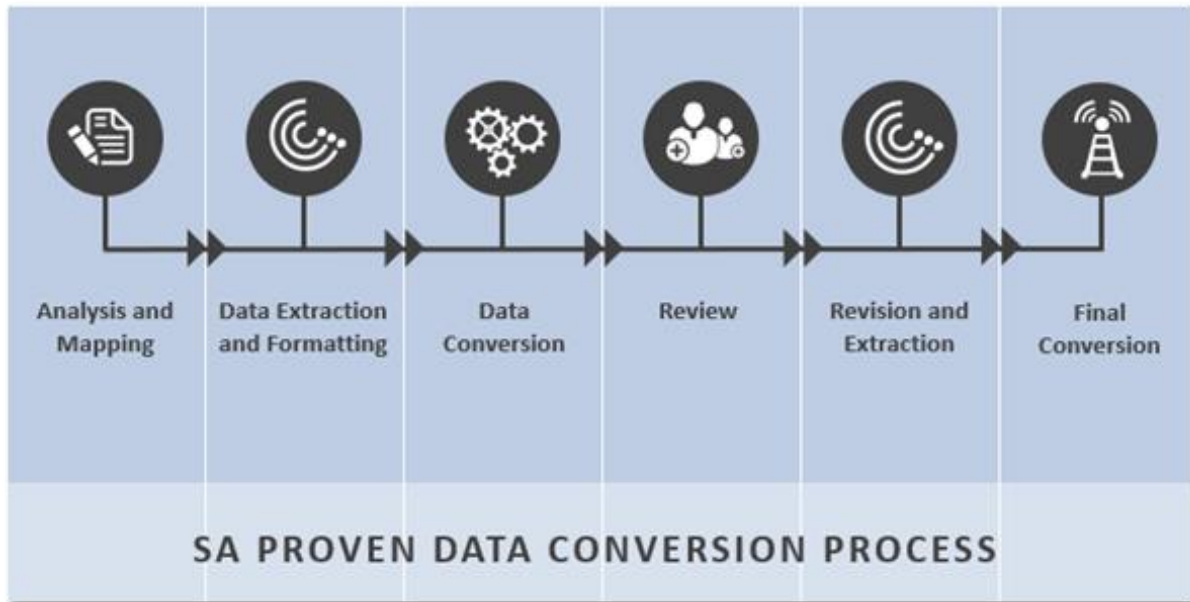 Analysis and
Mapping
Data Extraction
and Formatting
Data
Conversion
Review
Revision and
Extraction
Final
Conversion
SA PROVEN DATA CONVERSION PROCESS